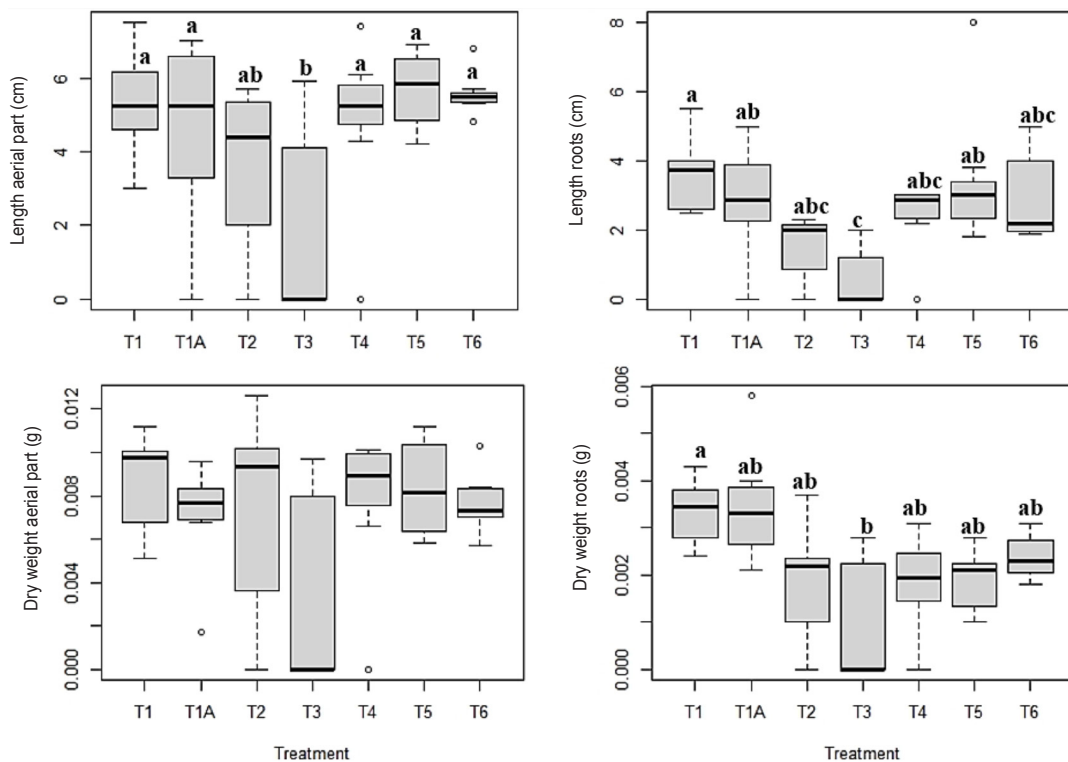 Length aerial part (cm)
0 2 4 6
a a ab b a a a
T1 T1A T2 T3 T4 T5 T6
Length roots (cm)
0 2 4 6 8
a ab abc c abc ab abc
T1 T1A T2 T3 T4 T5 T6
Dry weight aerial part (g)
0.000 0.004 0.008 0.012
T1 T1A T2 T3 T4 T5 T6
Treatment
Dry weight roots (g)
0.000 0.002 0.004 0.006
a ab ab b ab ab ab
T1 T1A T2 T3 T4 T5 T6
Treatment